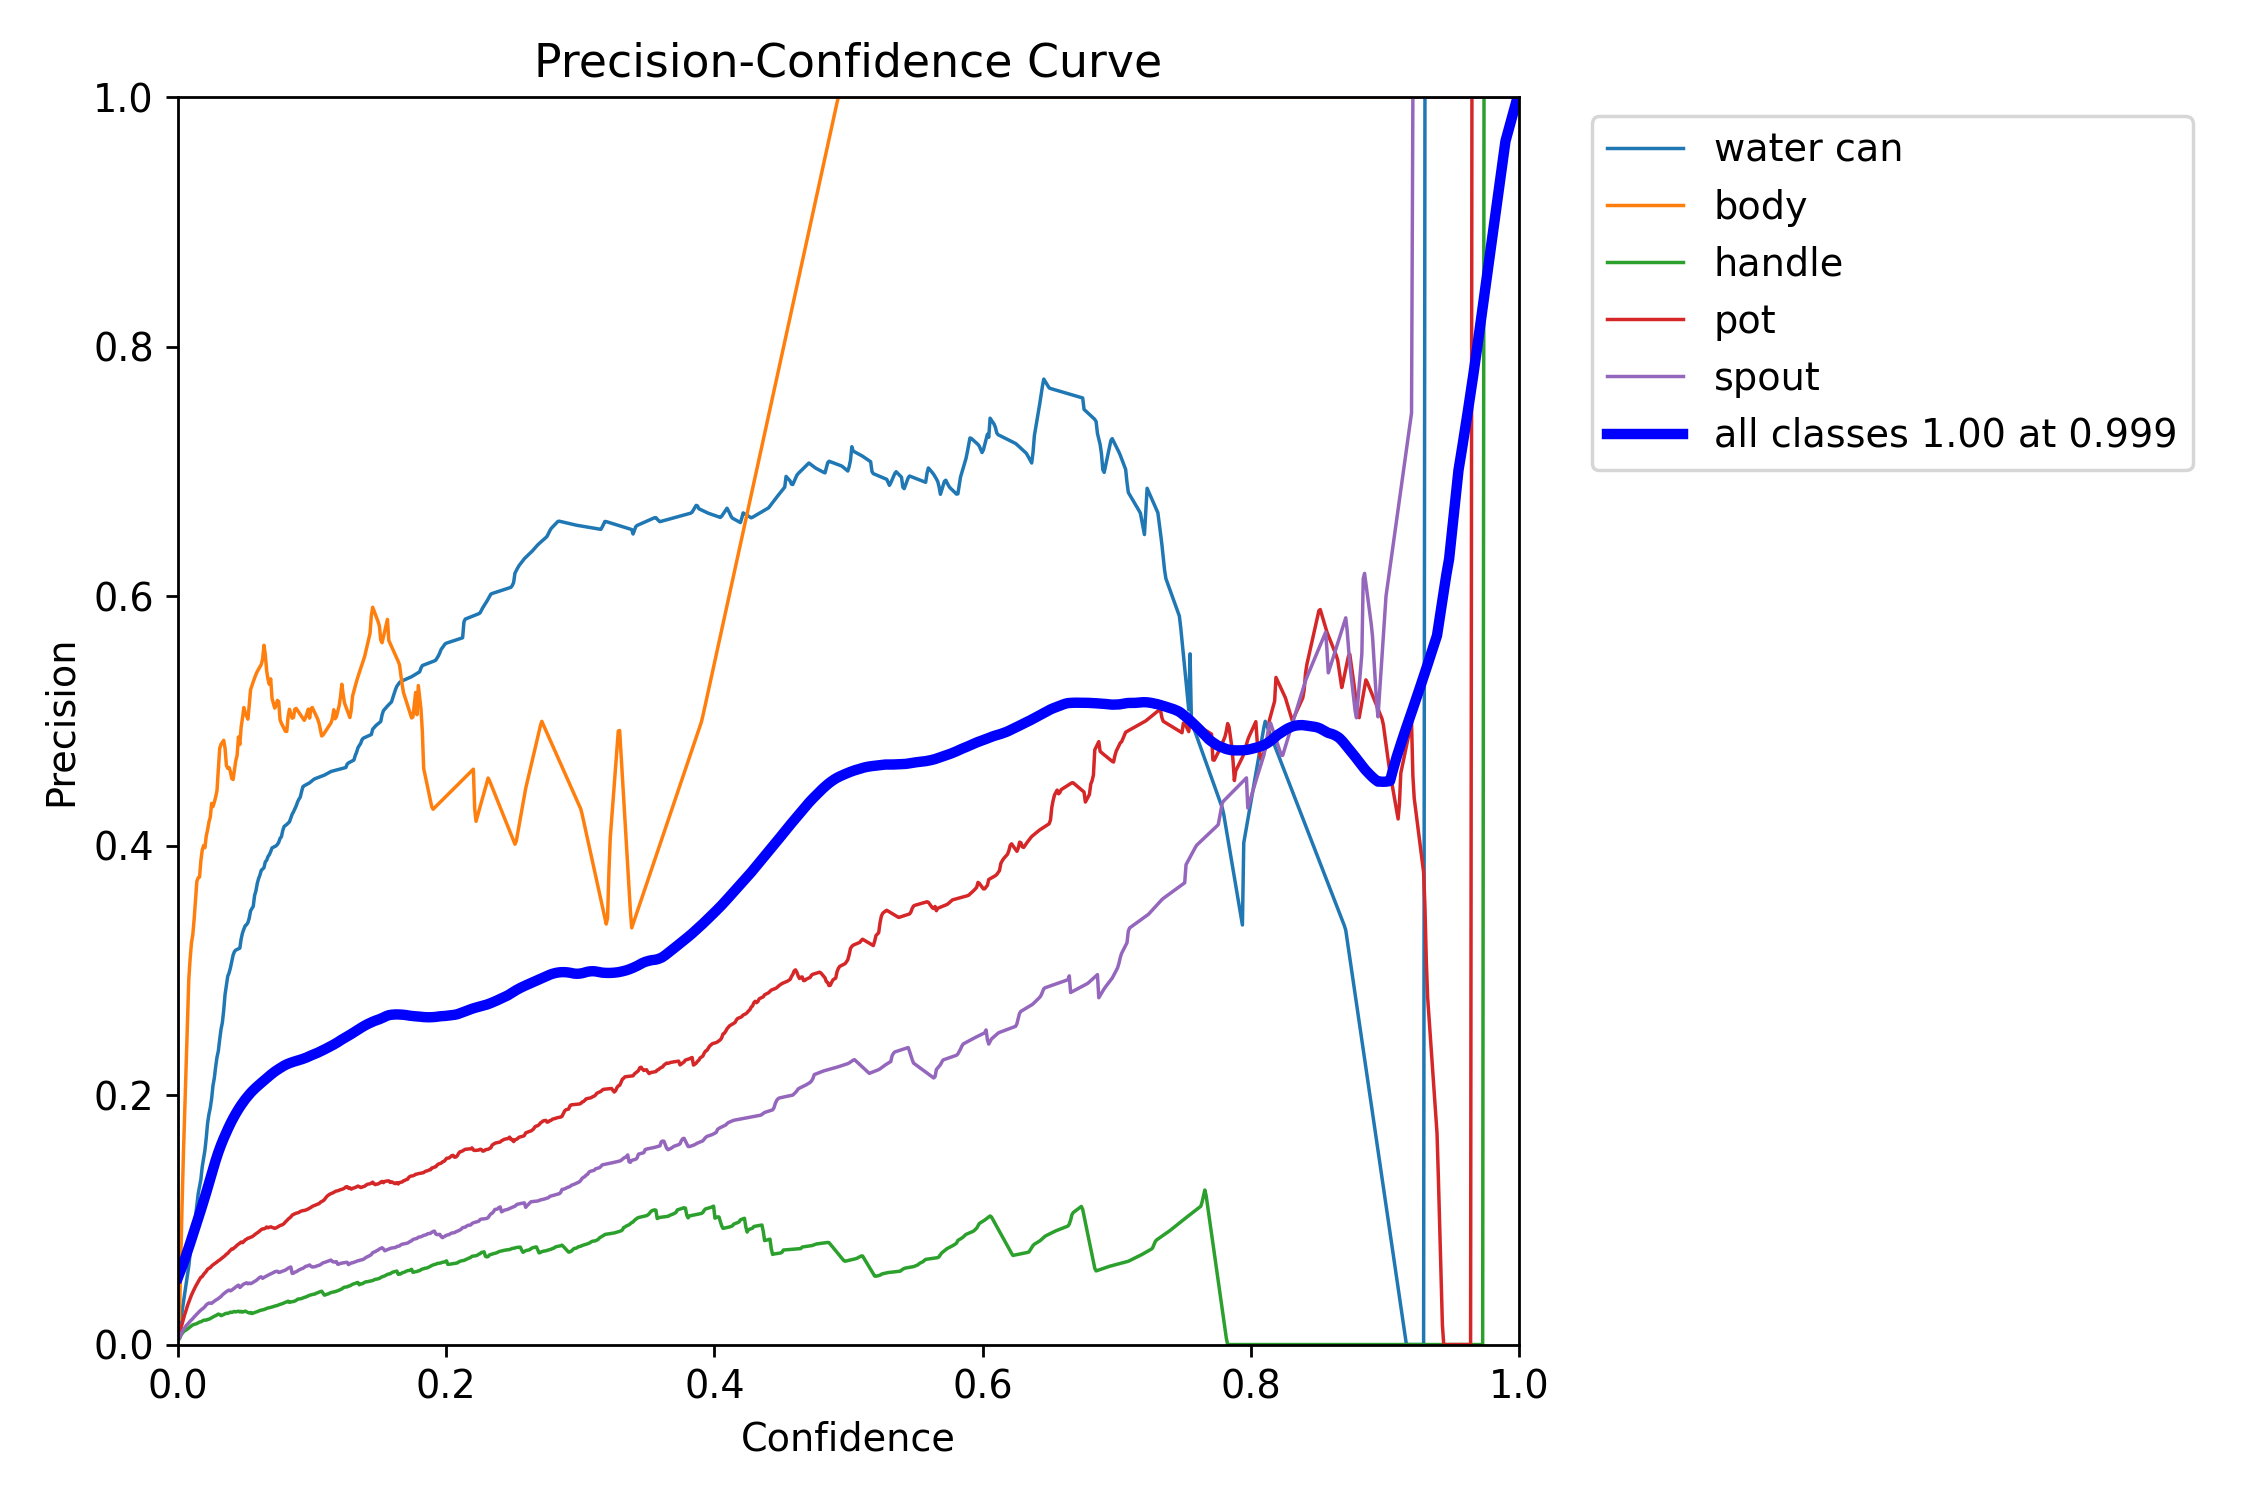 Precision-Confidence Curve
1.0
0.8
0.6
0.4
0.2
0.0
Precision
0.0 0.2 0.4 0.6 0.8 1.0
Confidence
water can
body
handle
pot
spout
all classes 1.00 at 0.999